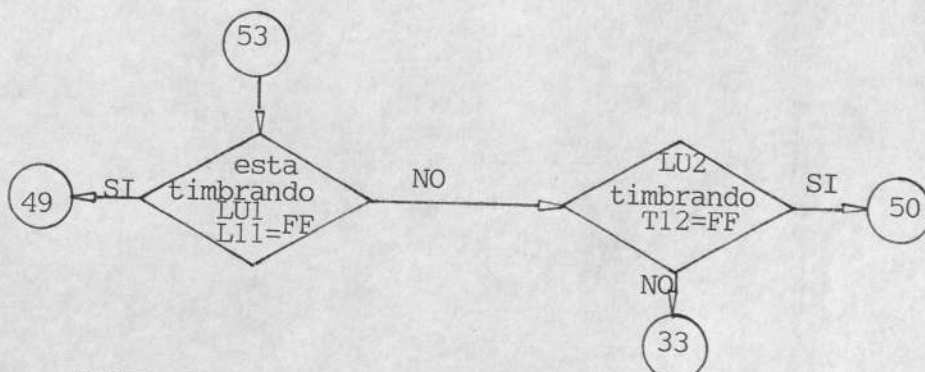 53
esta
timbrando
LU1
L11=FF
SI
49
NO
LU2
timbrando
T12=FF
SI
50
NO
33